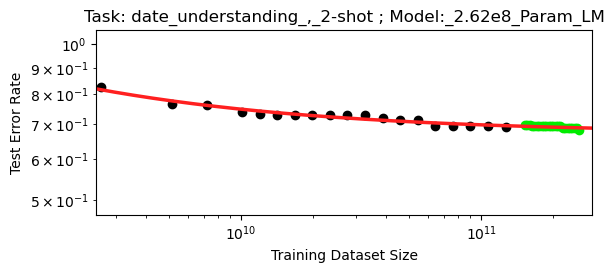 Task: date_understanding_,_2-shot ; Model:_2.62e8_Param_LM
Test Error Rate
10⁰
9 × 10⁻¹
8 × 10⁻¹
7 × 10⁻¹
6 × 10⁻¹
5 × 10⁻¹
10¹⁰ 10¹¹
Training Dataset Size